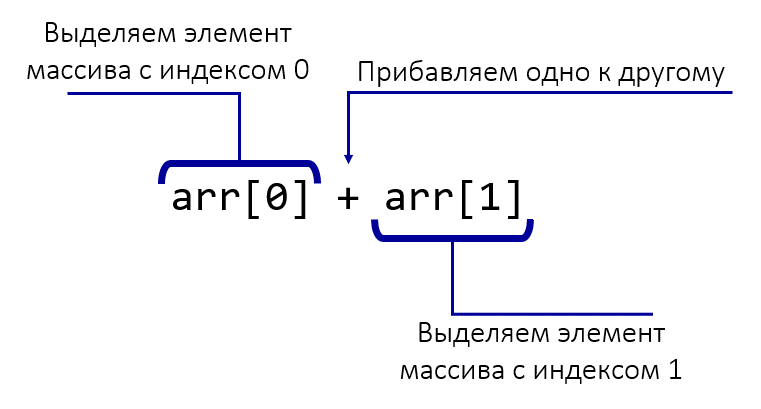 Выделяем элемент
массива с индексом 0
Прибавляем одно к другому
arr[0] + arr[1]
Выделяем элемент
массива с индексом 1